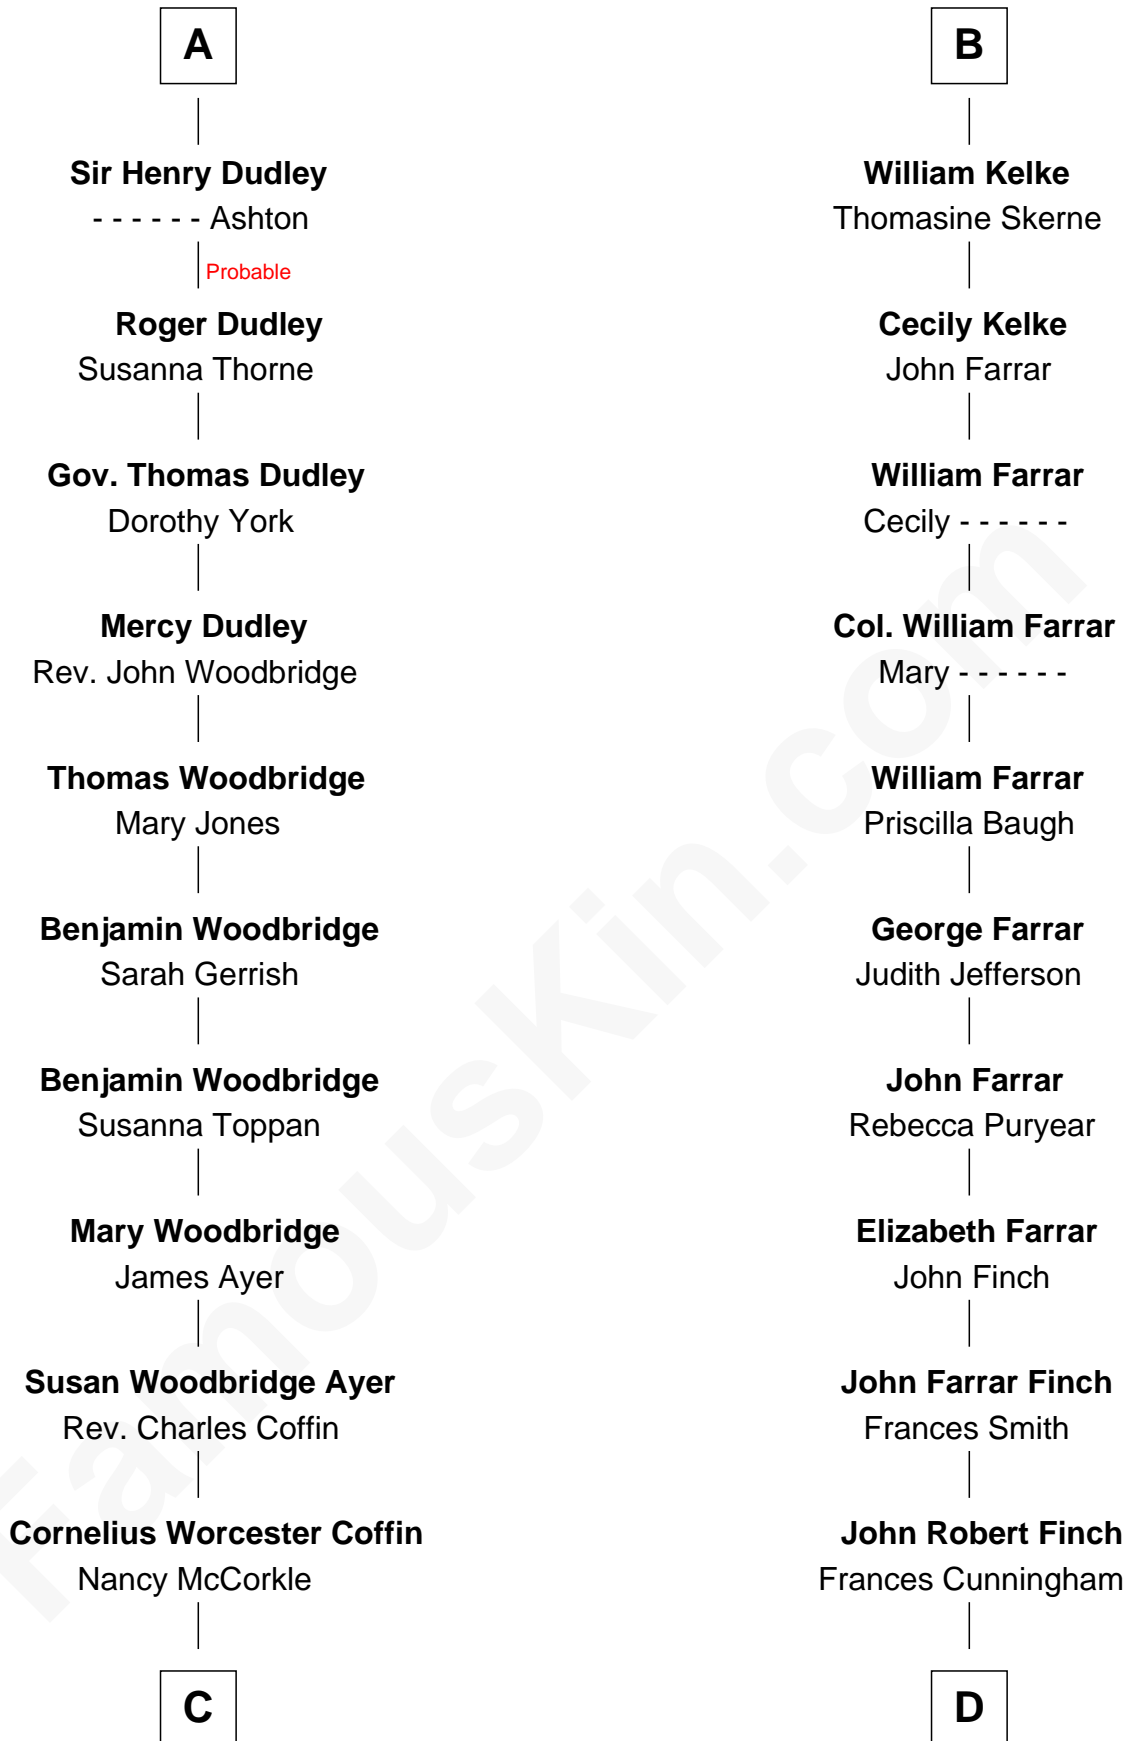 A
Sir Henry Dudley
- - - - - - Ashton
Probable
Roger Dudley
Susanna Thorne
Gov. Thomas Dudley
Dorothy York
Mercy Dudley
Rev. John Woodbridge
Thomas Woodbridge
Mary Jones
Benjamin Woodbridge
Sarah Gerrish
Benjamin Woodbridge
Susanna Toppan
Mary Woodbridge
James Ayer
Susan Woodbridge Ayer
Rev. Charles Coffin
Cornelius Worcester Coffin
Nancy McCorkle
C
B
William Kelke
Thomasine Skerne
Cecily Kelke
John Farrar
William Farrar
Cecily - - - - - -
Col. William Farrar
Mary - - - - - -
William Farrar
Priscilla Baugh
George Farrar
Judith Jefferson
John Farrar
Rebecca Puryear
Elizabeth Farrar
John Finch
John Farrar Finch
Frances Smith
John Robert Finch
Frances Cunningham
D
FamousKin.com